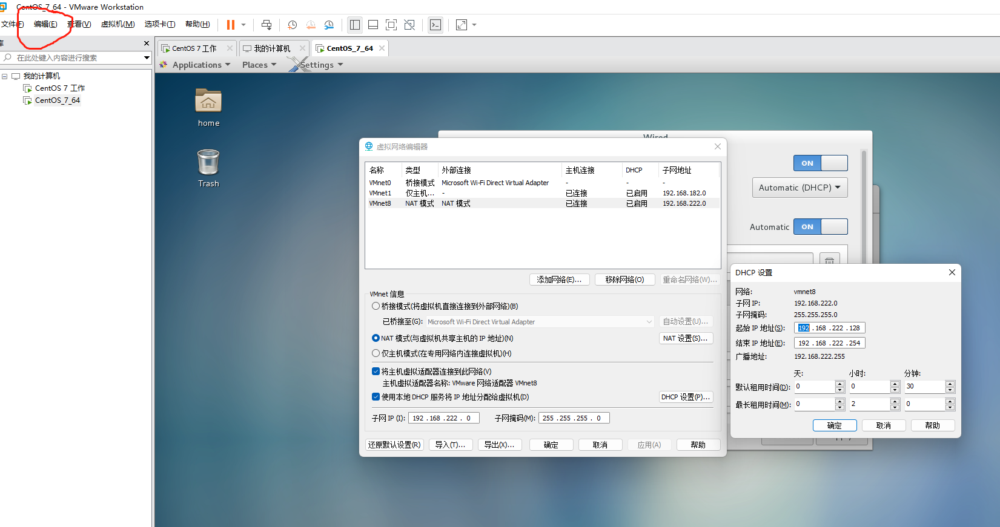 CentOS_7_64 - VMware Workstation
文件(F) 编辑(E) 查看(V) 虚拟机(M) 选项卡(T) 帮助(H)
库
在此处键入内容进行搜索
我的计算机
CentOS 7 工作
CentOS_7_64
CentOS 7 工作 我的计算机 CentOS_7_64
Applications Places Settings
home
Trash
Wired
ON
Automatic (DHCP)
Automatic ON
虚拟网络编辑器
名称 类型 外部连接 主机连接 DHCP 子网地址
VMnet0 桥接模式 Microsoft Wi-Fi Direct Virtual Adapter - - -
VMnet1 仅主机... - 已连接 已启用 192.168.182.0
VMnet8 NAT 模式 NAT 模式 已连接 已启用 192.168.222.0
添加网络(E)... 移除网络(O) 重命名网络(W)...
VMnet 信息
桥接模式(将虚拟机直接连接到外部网络)(B)
已桥接至(G): Microsoft Wi-Fi Direct Virtual Adapter 自动设置(U)...
NAT 模式(与虚拟机共享主机的 IP 地址)(N) NAT 设置(S)...
仅主机模式(在专用网络内连接虚拟机)(H)
将主机虚拟适配器连接到此网络(V)
主机虚拟适配器名称: VMware 网络适配器 VMnet8
使用本地 DHCP 服务将 IP 地址分配给虚拟机(D) DHCP 设置(P)...
子网 IP (I): 192 .168 .222 . 0 子网掩码(M): 255 .255 .255 . 0
还原默认设置(R) 导入(T)... 导出(X)... 确定 取消 应用(A) 帮助
DHCP 设置
网络: vmnet8
子网 IP: 192.168.222.0
子网掩码: 255.255.255.0
起始 IP 地址(S): 192 .168 .222 .128
结束 IP 地址(E): 192 .168 .222 .254
广播地址: 192.168.222.255
天: 小时: 分钟:
默认租用时间(D): 0 0 30
最长租用时间(M): 0 2 0
确定 取消 帮助